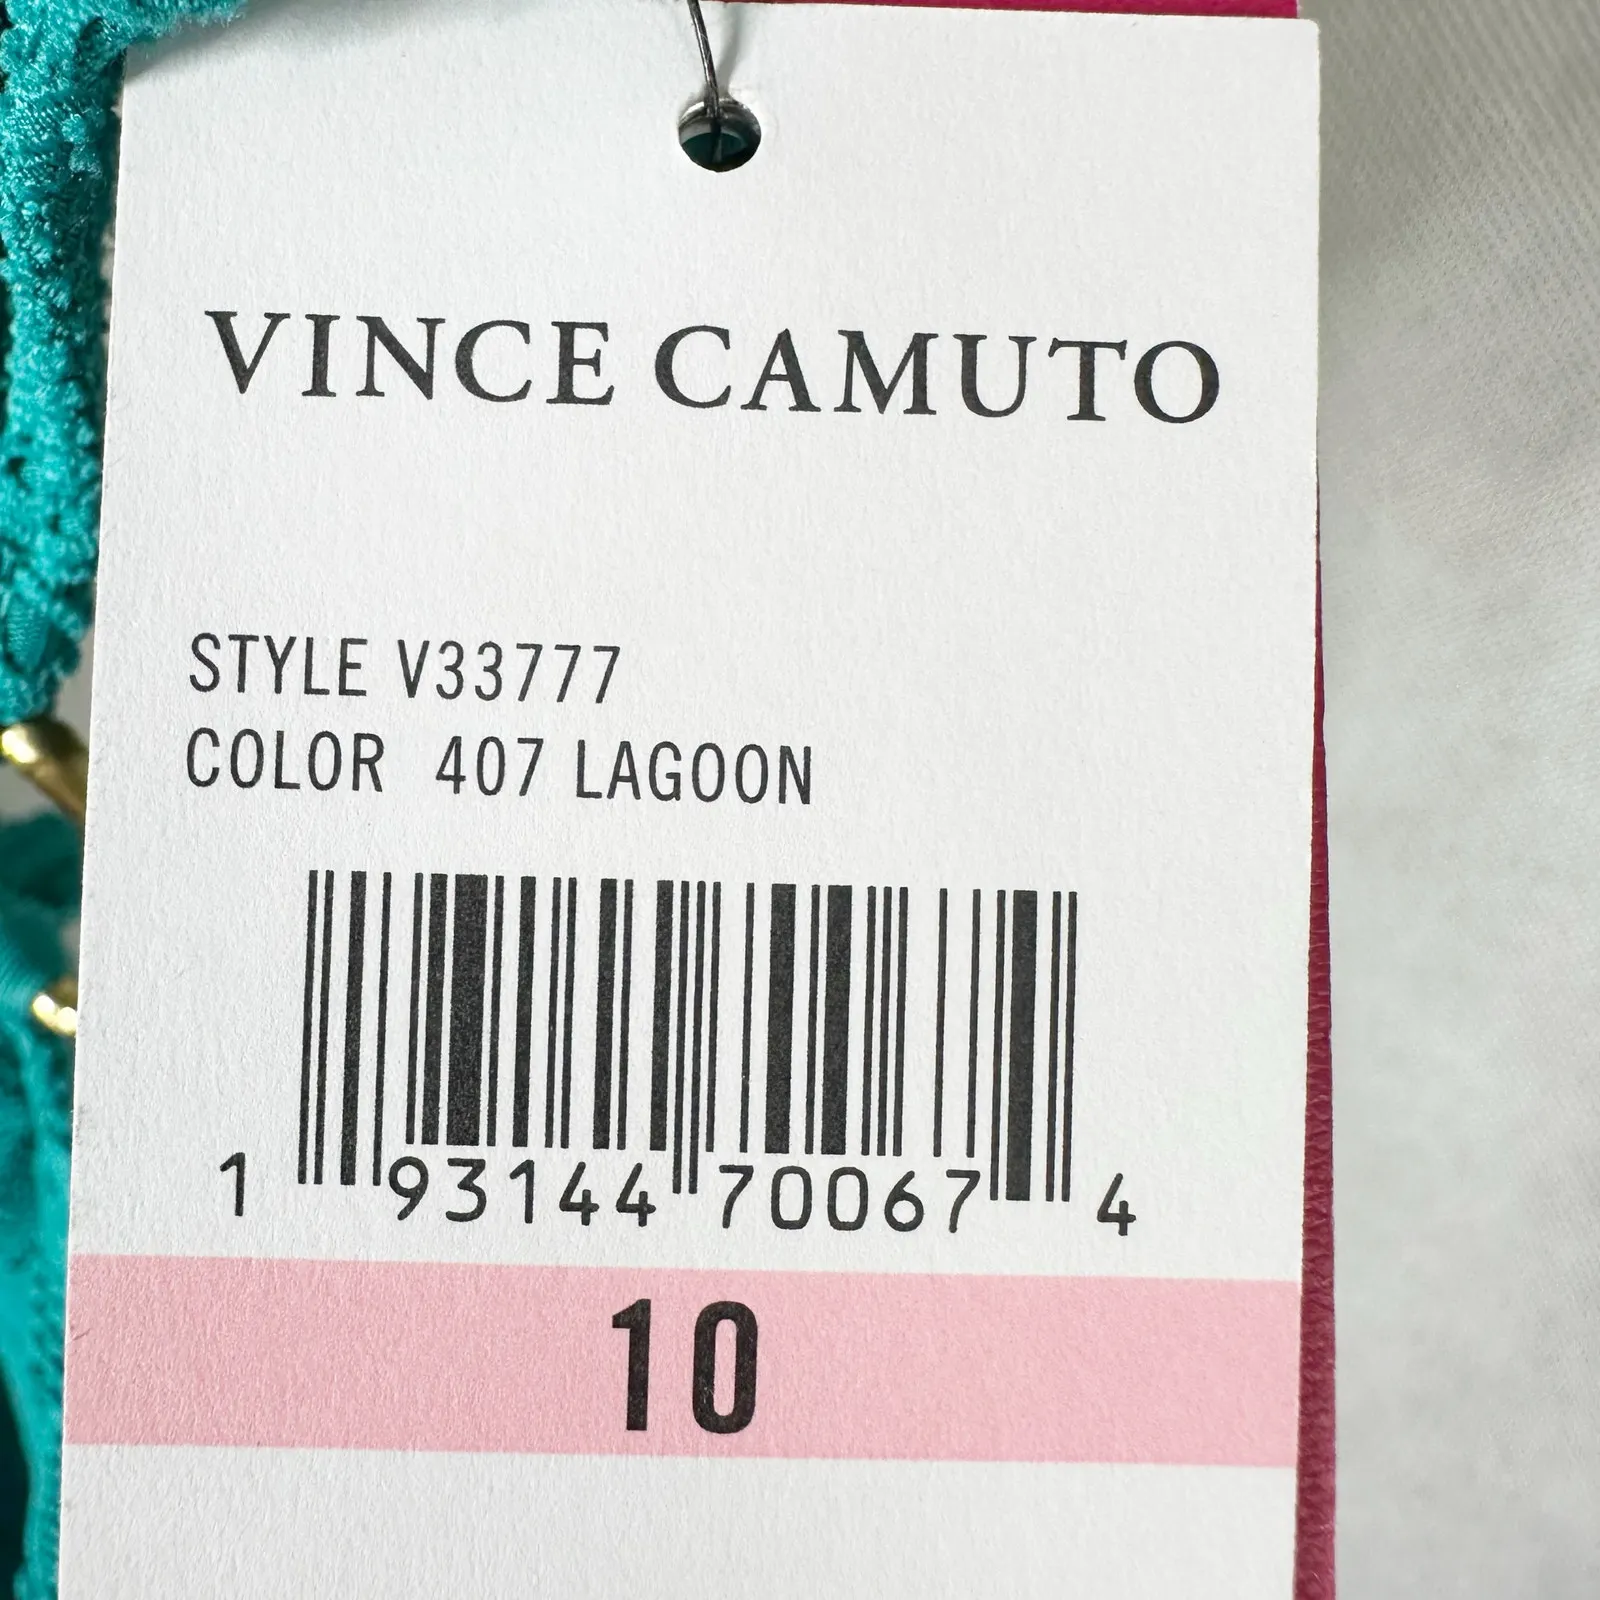 VINCE CAMUTO
STYLE V33777
COLOR 407 LAGOON
1 93144 70067 4
10